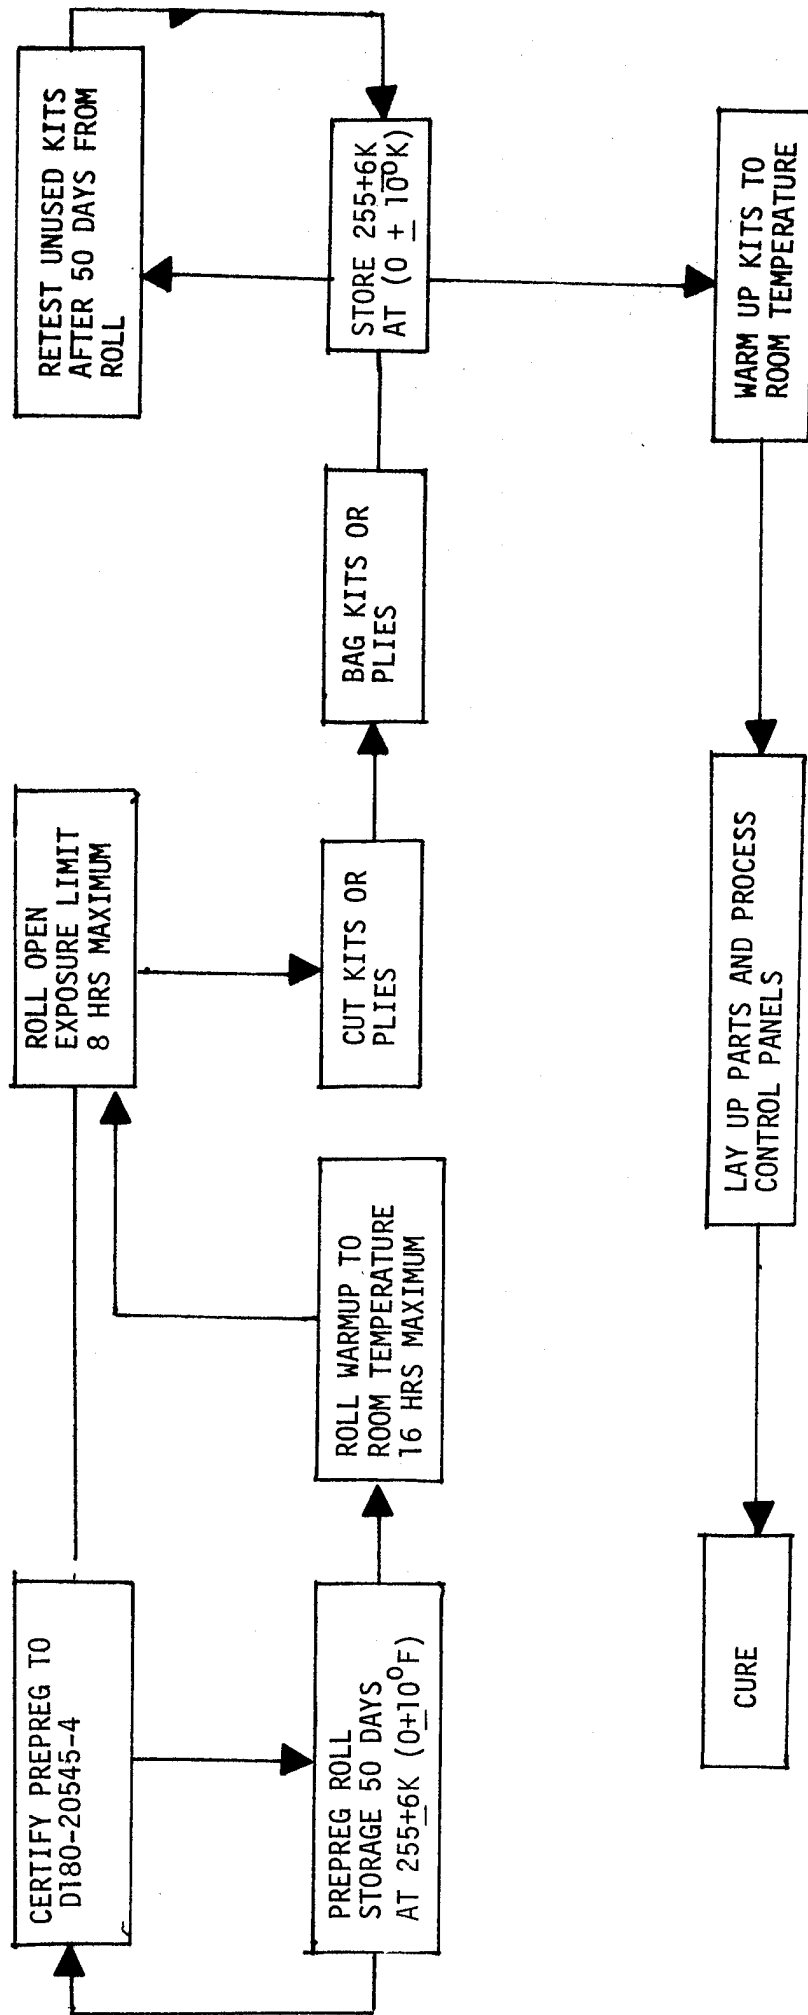 CERTIFY PREPREG TO
D180-20545-4
PREPREG ROLL
STORAGE 50 DAYS
AT 255±6K (0±10⁰F)
ROLL WARMUP TO
ROOM TEMPERATURE
16 HRS MAXIMUM
ROLL OPEN
EXPOSURE LIMIT
8 HRS MAXIMUM
CUT KITS OR
PLIES
BAG KITS OR
PLIES
STORE 255+6K
AT (0 ± 10⁰K)
RETEST UNUSED KITS
AFTER 50 DAYS FROM
ROLL
WARM UP KITS TO
ROOM TEMPERATURE
LAY UP PARTS AND PROCESS
CONTROL PANELS
CURE